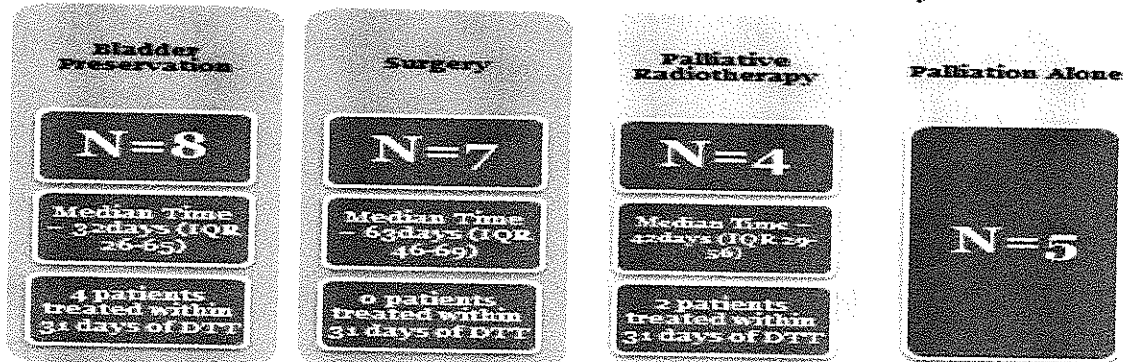 Bladder
Preservation
N=8
Median Time
– 32days (IQR
26-65)
4 patients
treated within
31 days of DTT
Surgery
N=7
Median Time
– 63days (IQR
46-69)
0 patients
treated within
31 days of DTT
Palliative
Radiotherapy
N=4
Median Time –
42days (IQR 29-
56)
2 patients
treated within
31 days of DTT
Palliation Alone
N=5